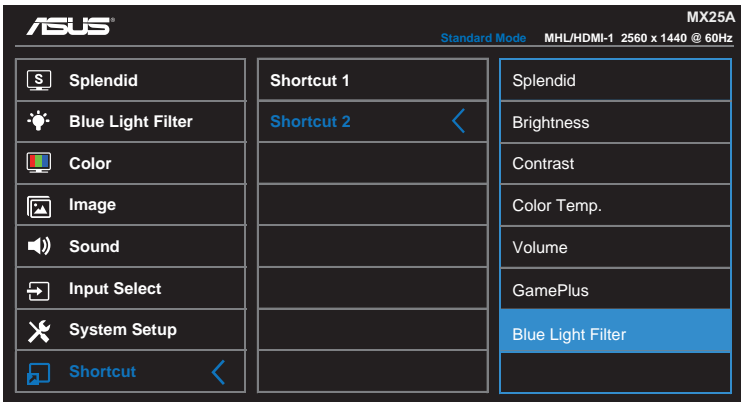 ASUS
MX25A
Standard Mode MHL/HDMI-1 2560 x 1440 @ 60Hz
S Splendid
Blue Light Filter
Color
Image
Sound
Input Select
System Setup
Shortcut
Shortcut 1
Shortcut 2
Splendid
Brightness
Contrast
Color Temp.
Volume
GamePlus
Blue Light Filter